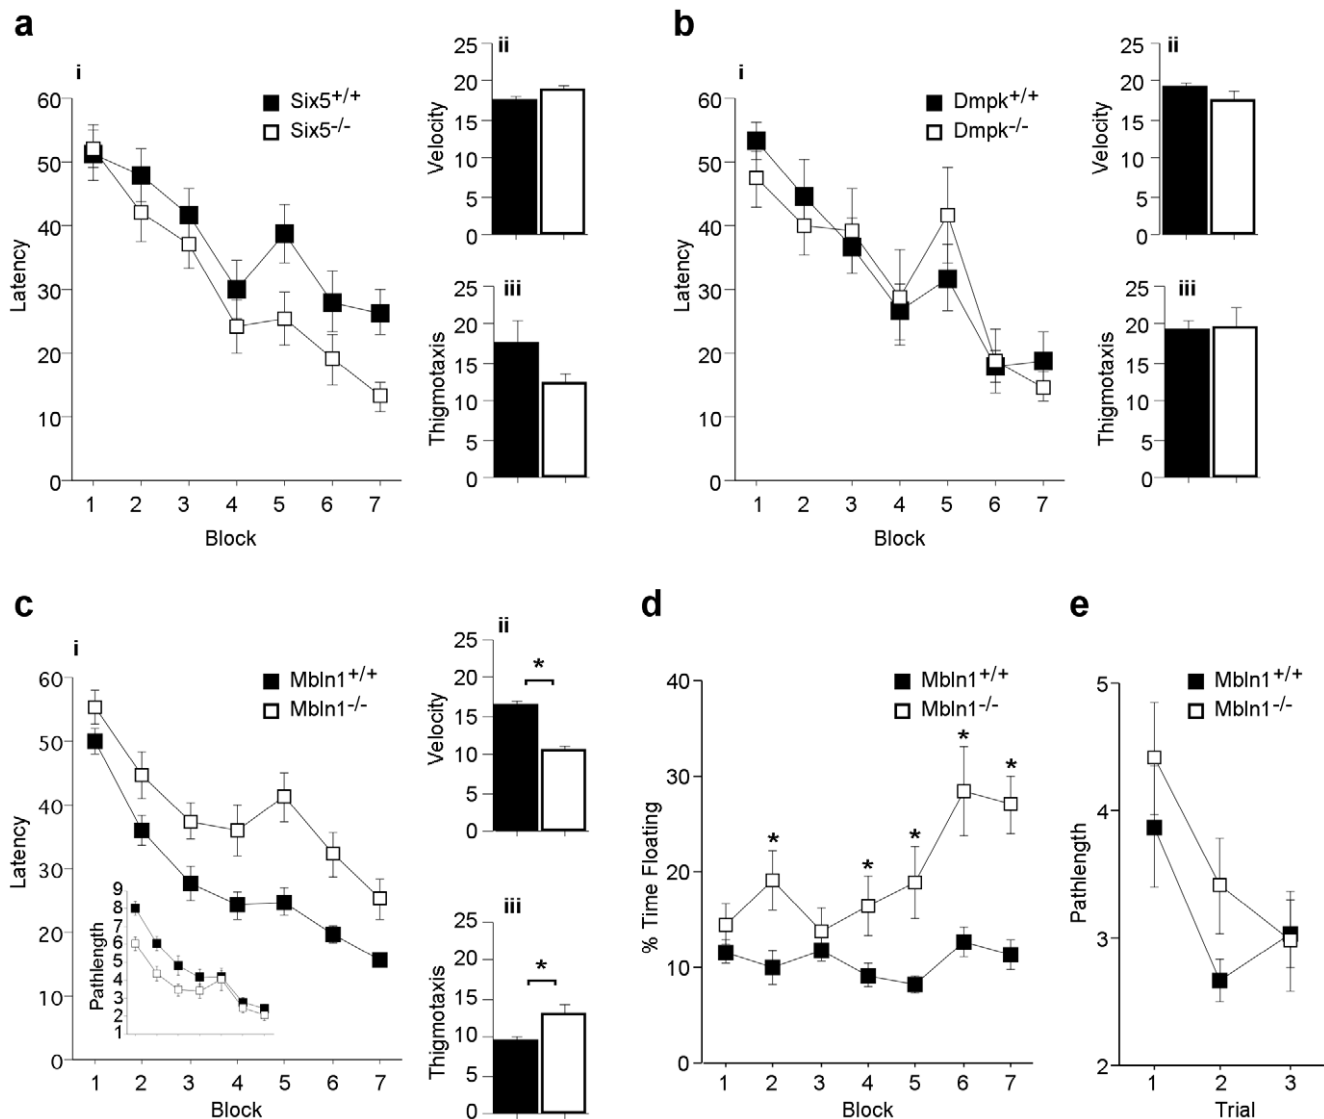 a
i
Six5+/+
Six5-/-
60
50
40
30
20
10
0
Latency
1 2 3 4 5 6 7
Block
ii
25
20
15
10
5
0
Velocity
iii
25
20
15
10
5
0
Thigmotaxis
b
i
Dmpk+/+
Dmpk-/-
60
50
40
30
20
10
0
Latency
1 2 3 4 5 6 7
Block
ii
25
20
15
10
5
0
Velocity
iii
25
20
15
10
5
0
Thigmotaxis
c
i
Mbln1+/+
Mbln1-/-
60
50
40
30
20
10
0
Latency
9
8
7
6
5
4
3
2
1
Pathlength
1 2 3 4 5 6 7
Block
ii
25
20
15
10
5
0
Velocity
*
iii
25
20
15
10
5
0
Thigmotaxis
*
d
Mbln1+/+
Mbln1-/-
40
30
20
10
0
% Time Floating
* * * * *
1 2 3 4 5 6 7
Block
e
Mbln1+/+
Mbln1-/-
5
4
3
2
Pathlength
1 2 3
Trial